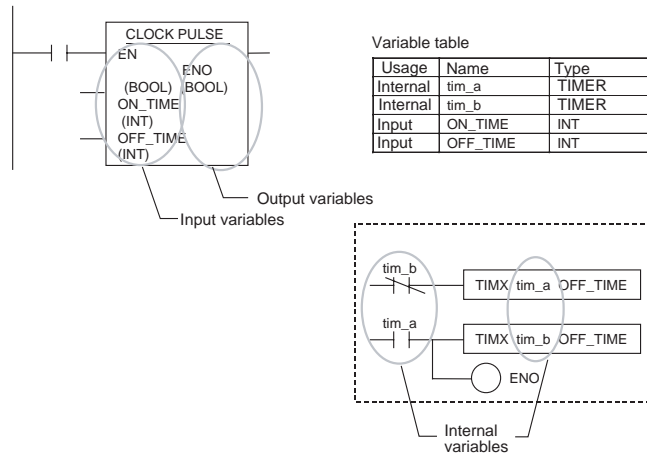 CLOCK PULSE
EN
ENO
(BOOL) (BOOL)
ON_TIME
(INT)
OFF_TIME
(INT)
Output variables
Input variables
Variable table
Usage Name Type
Internal tim_a TIMER
Internal tim_b TIMER
Input ON_TIME INT
Input OFF_TIME INT
tim_b
TIMX tim_a OFF_TIME
tim_a
TIMX tim_b OFF_TIME
ENO
Internal
variables